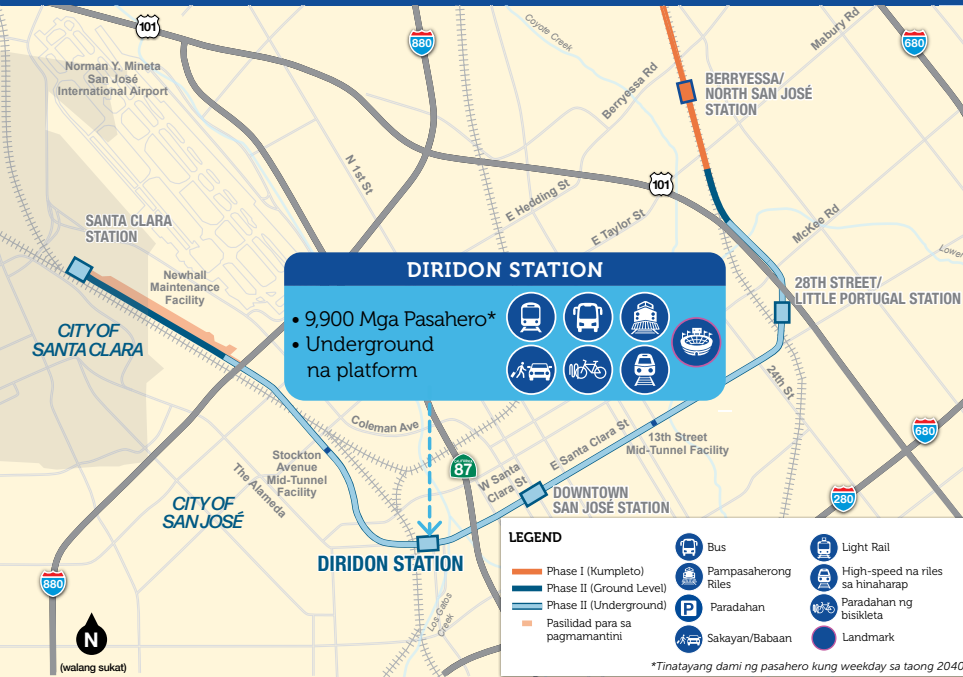 101
880
Coyote Creek
Mabury Rd
680
Norman Y. Mineta
San José
International Airport
Berryessa Rd
BERRYESSA/
NORTH SAN JOSÉ
STATION
N 1st St
101
E Hedding St
E Taylor St
McKee Rd
Lower
SANTA CLARA
STATION
Newhall
Maintenance
Facility
CITY OF
SANTA CLARA
DIRIDON STATION
• 9,900 Mga Pasahero*
• Underground
na platform
28TH STREET/
LITTLE PORTUGAL STATION
24th St
Coleman Ave
Stockton
Avenue
Mid-Tunnel
Facility
The Alameda
CITY OF
SAN JOSÉ
CALIFORNIA
87
W Santa
Clara St
E Santa Clara St
13th Street
Mid-Tunnel Facility
680
280
DOWNTOWN
SAN JOSÉ STATION
DIRIDON STATION
Los Gatos
Creek
880
N
(walang sukat)
LEGEND
Phase I (Kumpleto)
Phase II (Ground Level)
Phase II (Underground)
Pasilidad para sa
pagmamantini
Bus
Pampasaherong
Riles
P
Paradahan
Sakayan/Babaan
Light Rail
High-speed na riles
sa hinaharap
Paradahan ng
bisikleta
Landmark
*Tinatayang dami ng pasahero kung weekday sa taong 2040